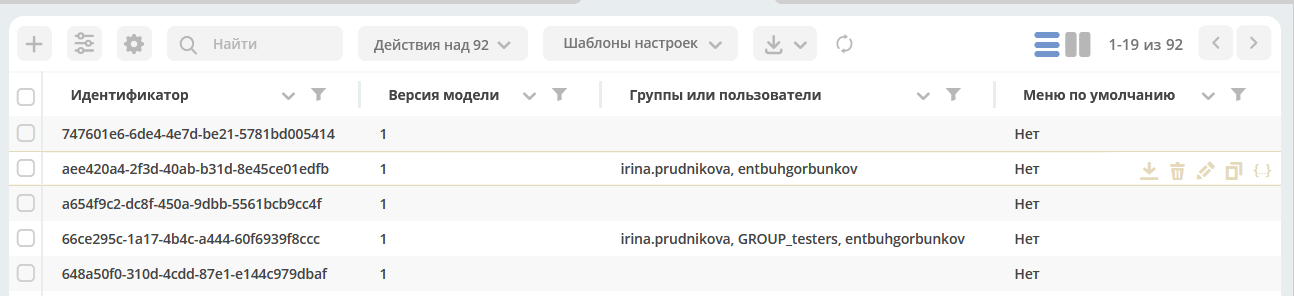 Найти Действия над 92 Шаблоны настроек 1-19 из 92
Идентификатор Версия модели Группы или пользователи Меню по умолчанию
747601e6-6de4-4e7d-be21-5781bd005414 1 Нет
aee420a4-2f3d-40ab-b31d-8e45ce01edfb 1 irina.prudnikova, entbuhgorbunkov Нет {..}
a654f9c2-dc8f-450a-9dbb-5561bcb9cc4f 1 Нет
66ce295c-1a17-4b4c-a444-60f6939f8ccc 1 irina.prudnikova, GROUP_testers, entbuhgorbunkov Нет
648a50f0-310d-4cdd-87e1-e144c979dbaf 1 Нет